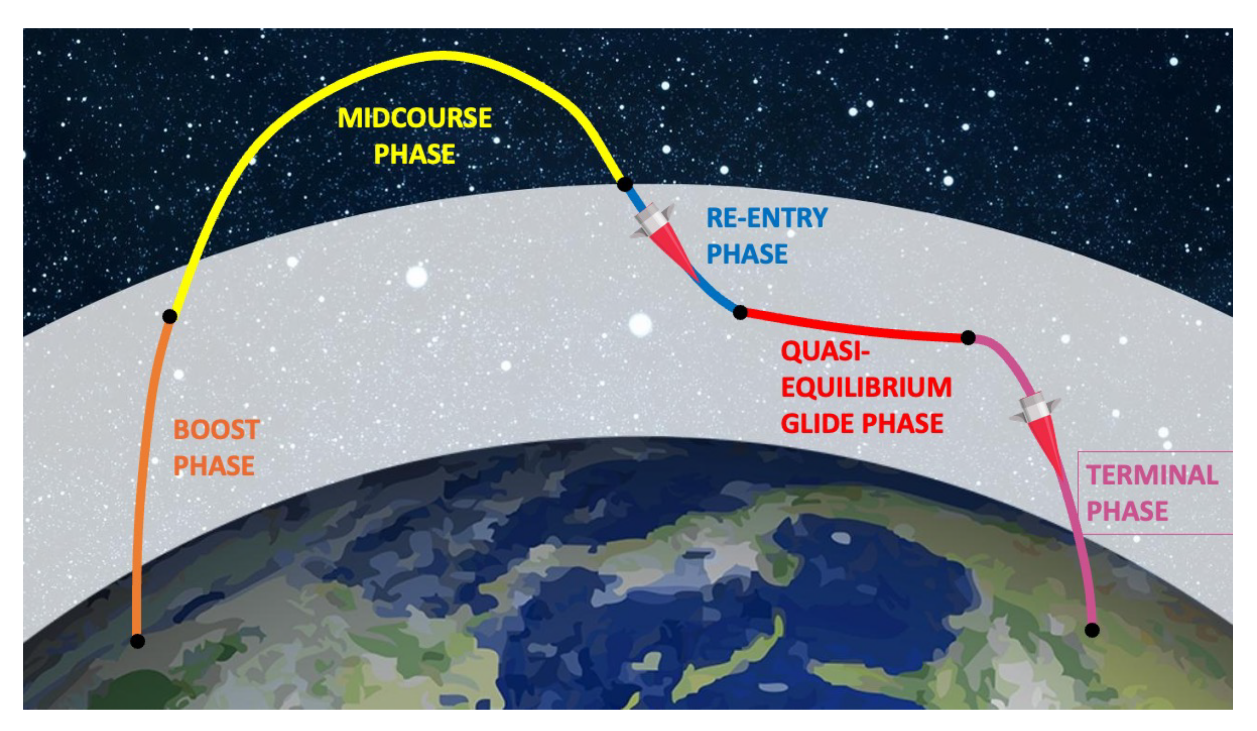 MIDCOURSE
PHASE
RE-ENTRY
PHASE
QUASI-
EQUILIBRIUM
GLIDE PHASE
BOOST
PHASE
TERMINAL
PHASE